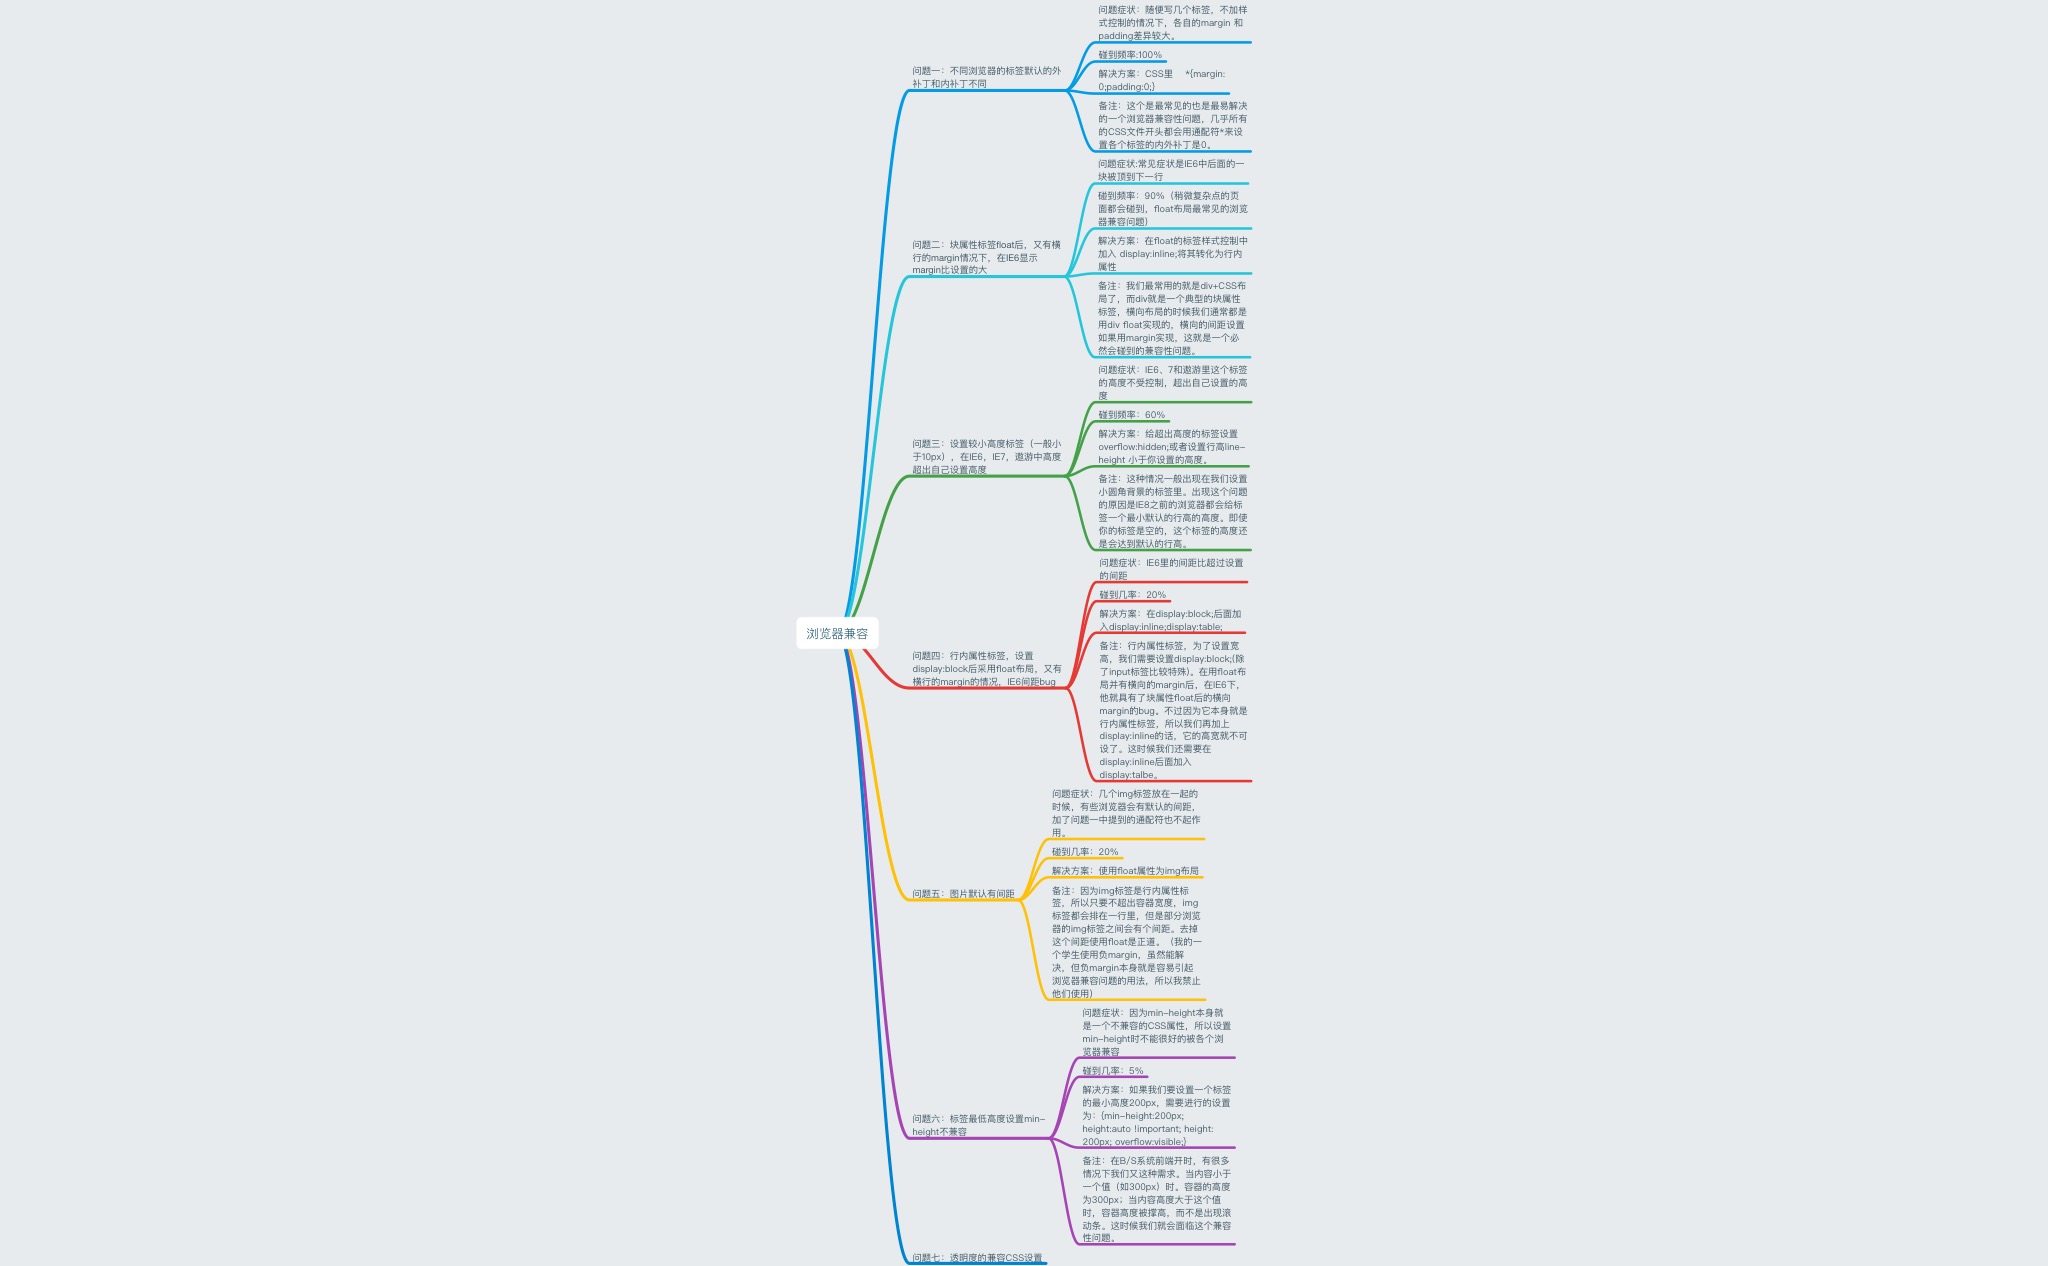 浏览器兼容
问题一：不同浏览器的标签默认的外
补丁和内补丁不同
问题症状：随便写几个标签，不加样
式控制的情况下，各自的margin 和
padding差异较大。
碰到频率:100%
解决方案：CSS里 *{margin:
0;padding:0;}
备注：这个是最常见的也是最易解决
的一个浏览器兼容性问题，几乎所有
的CSS文件开头都会用通配符*来设
置各个标签的内外补丁是0。
问题二：块属性标签float后，又有横
行的margin情况下，在IE6显示
margin比设置的大
问题症状:常见症状是IE6中后面的一
块被顶到下一行
碰到频率：90%（稍微复杂点的页
面都会碰到，float布局最常见的浏览
器兼容问题）
解决方案：在float的标签样式控制中
加入 display:inline;将其转化为行内
属性
备注：我们最常用的就是div+CSS布
局了，而div就是一个典型的块属性
标签，横向布局的时候我们通常都是
用div float实现的，横向的间距设置
如果用margin实现，这就是一个必
然会碰到的兼容性问题。
问题三：设置较小高度标签（一般小
于10px），在IE6，IE7，遨游中高度
超出自己设置高度
问题症状：IE6、7和遨游里这个标签
的高度不受控制，超出自己设置的高
度
碰到频率：60%
解决方案：给超出高度的标签设置
overflow:hidden;或者设置行高line-
height 小于你设置的高度。
备注：这种情况一般出现在我们设置
小圆角背景的标签里。出现这个问题
的原因是IE8之前的浏览器都会给标
签一个最小默认的行高的高度。即使
你的标签是空的，这个标签的高度还
是会达到默认的行高。
问题四：行内属性标签，设置
display:block后采用float布局，又有
横行的margin的情况，IE6间距bug
问题症状：IE6里的间距比超过设置
的间距
碰到几率：20%
解决方案：在display:block;后面加
入display:inline;display:table;
备注：行内属性标签，为了设置宽
高，我们需要设置display:block;(除
了input标签比较特殊)。在用float布
局并有横向的margin后，在IE6下，
他就具有了块属性float后的横向
margin的bug。不过因为它本身就是
行内属性标签，所以我们再加上
display:inline的话，它的高宽就不可
设了。这时候我们还需要在
display:inline后面加入
display:talbe。
问题五：图片默认有间距
问题症状：几个img标签放在一起的
时候，有些浏览器会有默认的间距，
加了问题一中提到的通配符也不起作
用。
碰到几率：20%
解决方案：使用float属性为img布局
备注：因为img标签是行内属性标
签，所以只要不超出容器宽度，img
标签都会排在一行里，但是部分浏览
器的img标签之间会有个间距。去掉
这个间距使用float是正道。（我的一
个学生使用负margin，虽然能解
决，但负margin本身就是容易引起
浏览器兼容问题的用法，所以我禁止
他们使用）
问题六：标签最低高度设置min-
height不兼容
问题症状：因为min-height本身就
是一个不兼容的CSS属性，所以设置
min-height时不能很好的被各个浏
览器兼容
碰到几率：5%
解决方案：如果我们要设置一个标签
的最小高度200px，需要进行的设置
为：{min-height:200px;
height:auto !important; height:
200px; overflow:visible;}
备注：在B/S系统前端开时，有很多
情况下我们又这种需求。当内容小于
一个值（如300px）时。容器的高度
为300px；当内容高度大于这个值
时，容器高度被撑高，而不是出现滚
动条。这时候我们就会面临这个兼容
性问题。
问题七：透明度的兼容CSS设置